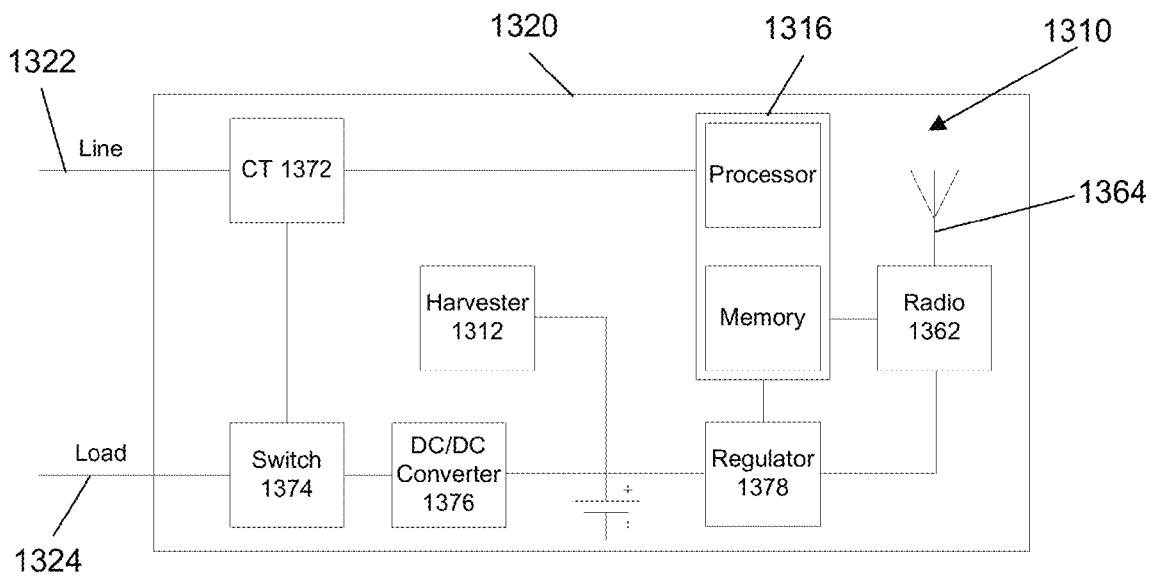 1320
1316
1310
1322
Line
CT 1372
Processor
1364
Harvester
1312
Memory
Radio
1362
Load
Switch
1374
DC/DC
Converter
1376
+
-
Regulator
1378
1324